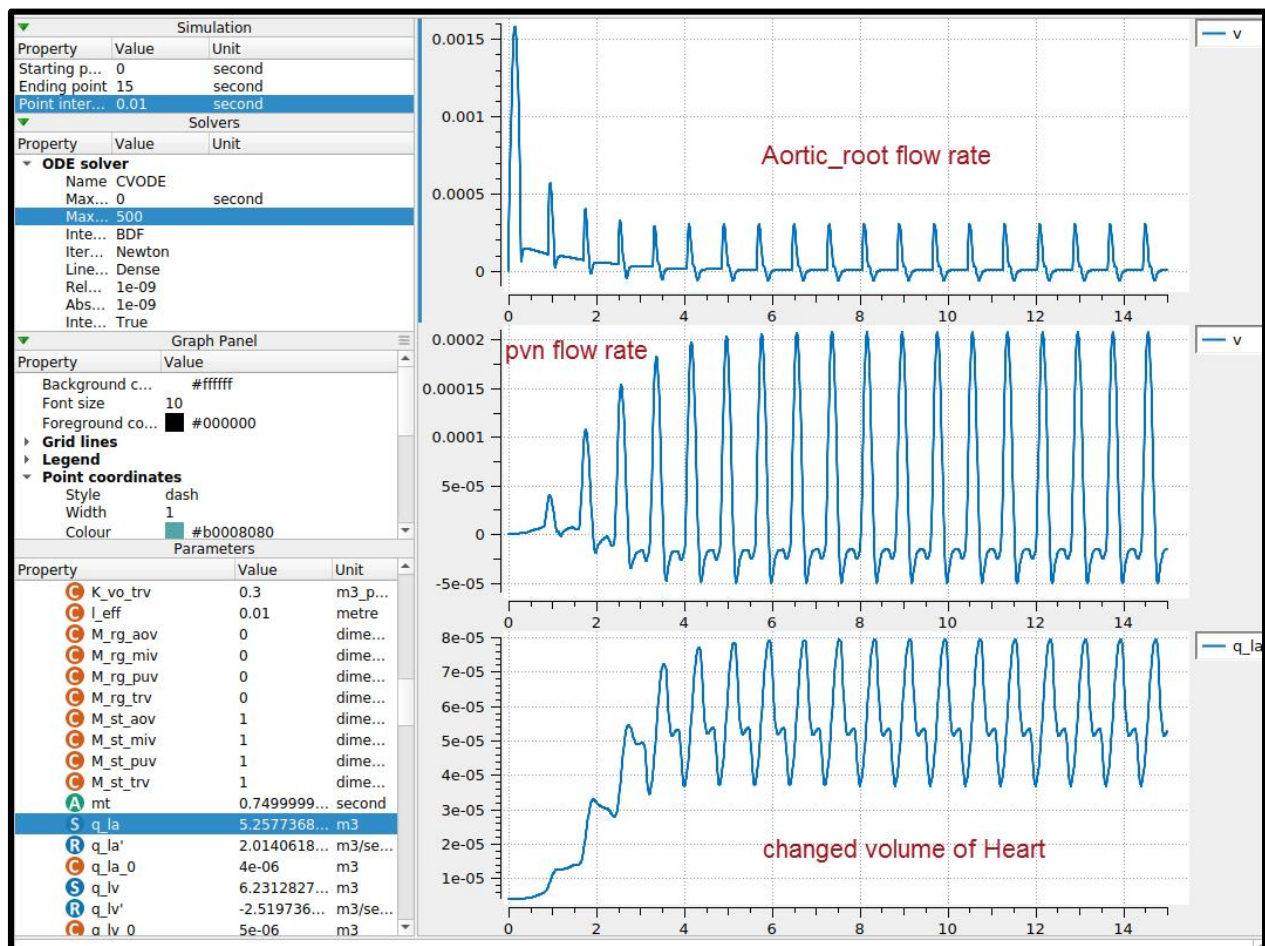 Simulation
Property Value Unit
Starting p... 0 second
Ending point 15 second
Point inter... 0.01 second
Solvers
Property Value Unit
ODE solver
Name CVODE
Max... 0 second
Max... 500
Inte... BDF
Iter... Newton
Line... Dense
Rel... 1e-09
Abs... 1e-09
Inte... True
Graph Panel
Property Value
Background c... #ffffff
Font size 10
Foreground co... #000000
Grid lines
Legend
Point coordinates
Style dash
Width 1
Colour #b0008080
Parameters
Property Value Unit
C K_vo_trv 0.3 m3_p...
C l_eff 0.01 metre
C M_rg_aov 0 dime...
C M_rg_miv 0 dime...
C M_rg_puv 0 dime...
C M_rg_trv 0 dime...
C M_st_aov 1 dime...
C M_st_miv 1 dime...
C M_st_puv 1 dime...
C M_st_trv 1 dime...
A mt 0.7499999... second
S q_la 5.2577368... m3
R q_la' 2.0140618... m3/se...
C q_la_0 4e-06 m3
S q_lv 6.2312827... m3
R q_lv' -2.519736... m3/se...
C q_lv_0 5e-06 m3
0.0015
0.001
0.0005
0
Aortic_root flow rate
v
0 2 4 6 8 10 12 14
0.0002
0.00015
0.0001
5e-05
0
-5e-05
pvn flow rate
v
0 2 4 6 8 10 12 14
8e-05
7e-05
6e-05
5e-05
4e-05
3e-05
2e-05
1e-05
changed volume of Heart
q_la
0 2 4 6 8 10 12 14